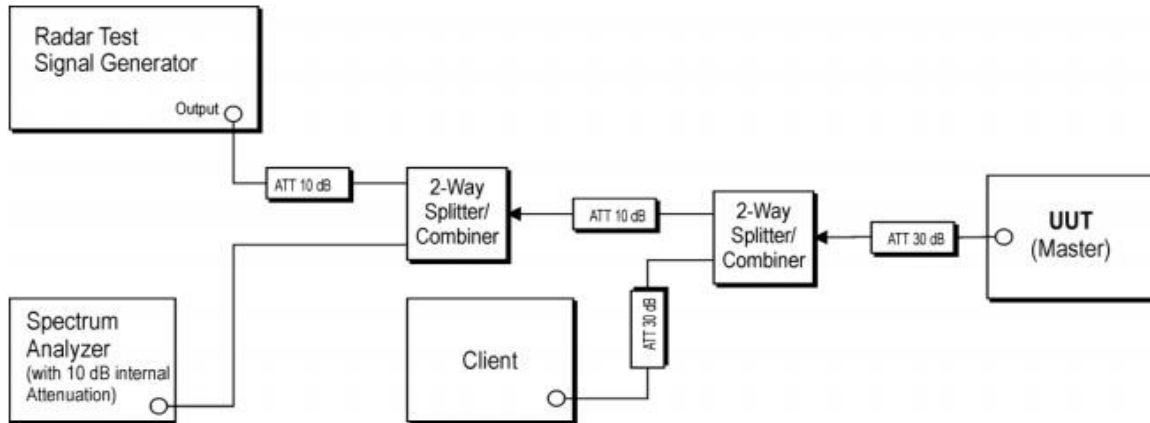 Radar Test
Signal Generator
Output
ATT 10 dB
2-Way
Splitter/
Combiner
ATT 10 dB
2-Way
Splitter/
Combiner
ATT 30 dB
UUT
(Master)
Spectrum
Analyzer
(with 10 dB internal
Attenuation)
Client
ATT 30 dB